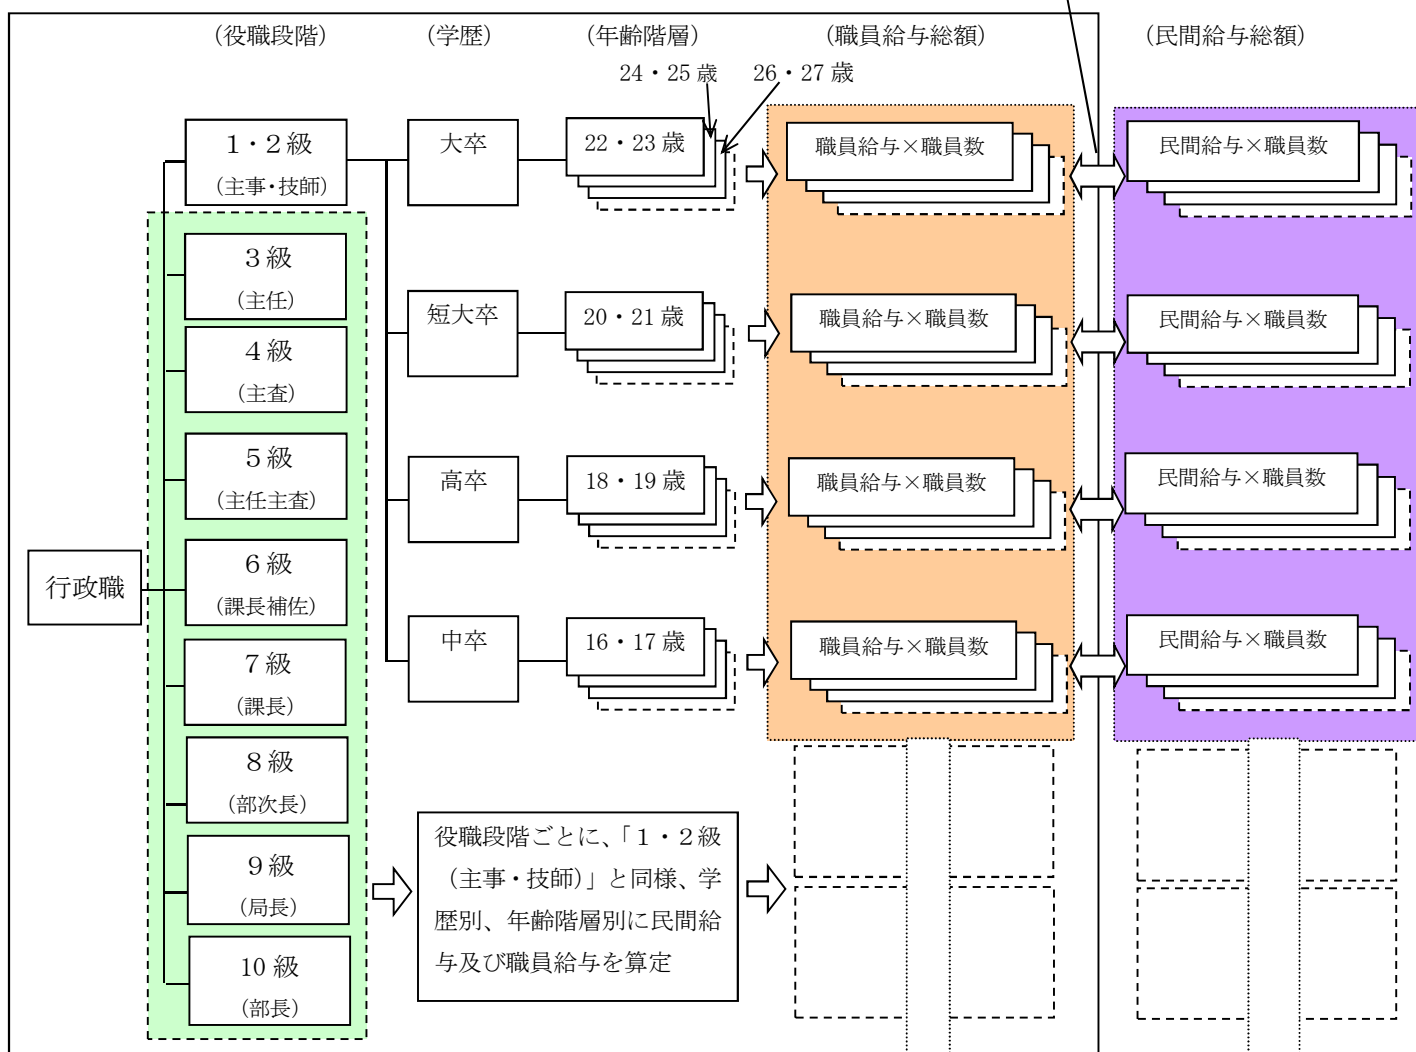 （役職段階）
（学歴）
（年齢階層）
（職員給与総額）
（民間給与総額）
24・25歳
26・27歳
行政職
１・２級
（主事・技師）
３級
（主任）
４級
（主査）
５級
（主任主査）
６級
（課長補佐）
７級
（課長）
８級
（部次長）
９級
（局長）
10級
（部長）
大卒
22・23歳
職員給与×職員数
民間給与×職員数
短大卒
20・21歳
職員給与×職員数
民間給与×職員数
高卒
18・19歳
職員給与×職員数
民間給与×職員数
中卒
16・17歳
職員給与×職員数
民間給与×職員数
役職段階ごとに、「１・２級
（主事・技師）」と同様、学
歴別、年齢階層別に民間給
与及び職員給与を算定